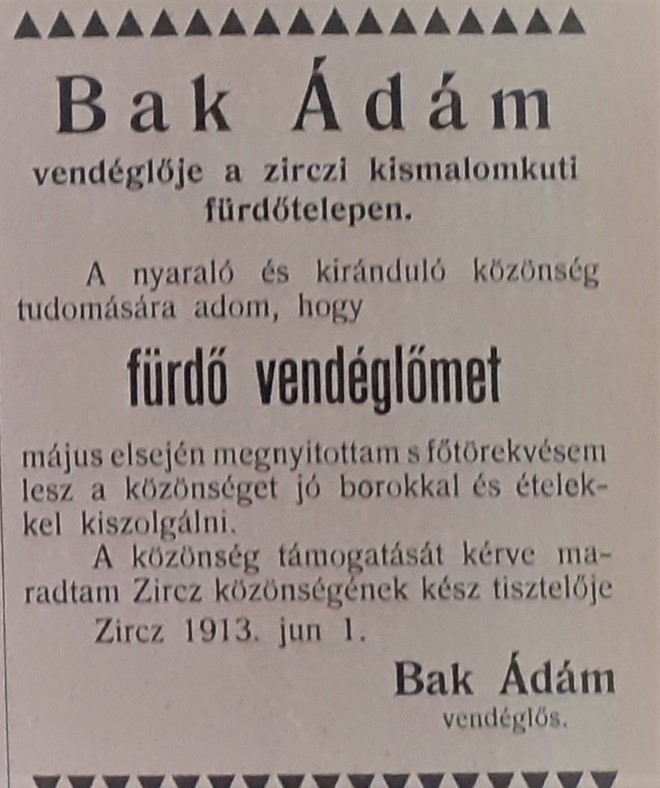 Bak Ádám
vendéglője a zirczi kismalomkuti
fürdőtelepen.
A nyaraló és kiránduló közönség
tudomására adom, hogy
fürdő vendéglőmet
május elsején megnyitottam s főtörekvésem
lesz a közönséget jó borokkal és ételek-
kel kiszolgálni.
A közönség támogatását kérve ma-
radtam Zircz közönségének kész tisztelője
Zircz 1913. jun 1.
Bak Ádám
vendéglős.